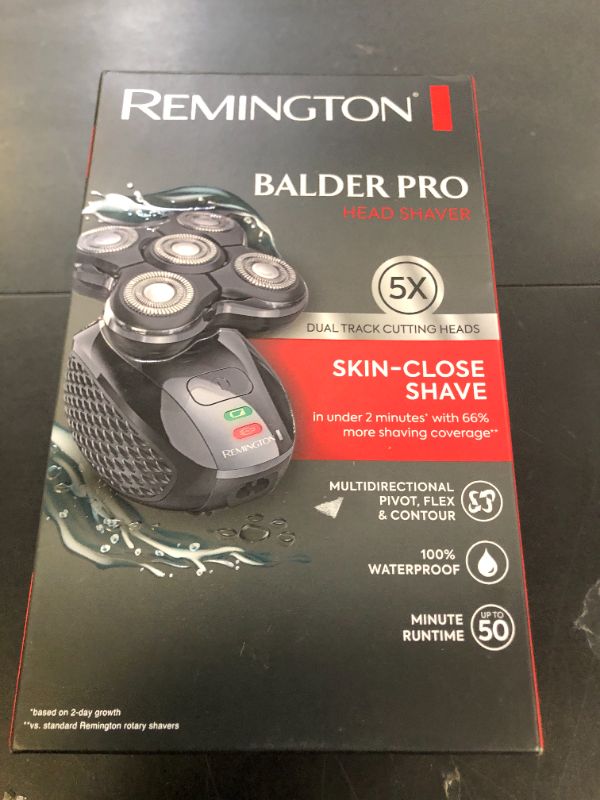 REMINGTON®
BALDER PRO
HEAD SHAVER
5X
DUAL TRACK CUTTING HEADS
SKIN-CLOSE
SHAVE
in under 2 minutes* with 66%
more shaving coverage**
REMINGTON
MULTIDIRECTIONAL
PIVOT, FLEX
& CONTOUR
100%
WATERPROOF
MINUTE
RUNTIME
UP TO
50
*based on 2-day growth
**vs. standard Remington rotary shavers